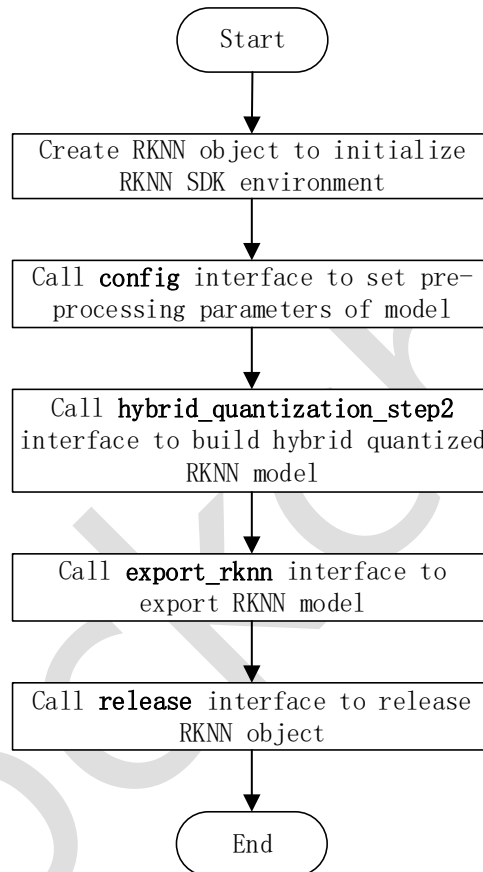 Start
Create RKNN object to initialize
RKNN SDK environment
Call config interface to set pre-
processing parameters of model
Call hybrid_quantization_step2
interface to build hybrid quantized
RKNN model
Call export_rknn interface to
export RKNN model
Call release interface to release
RKNN object
End